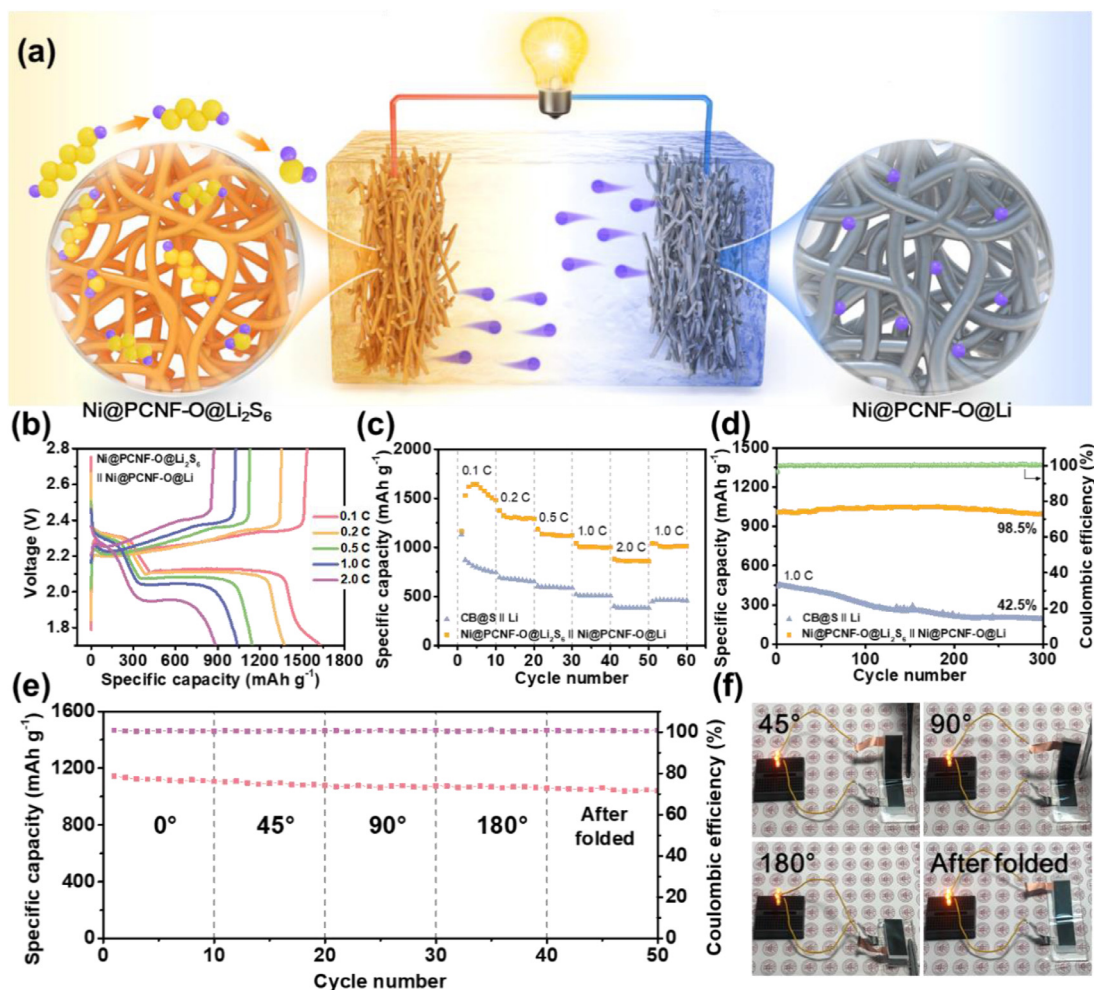 (a)
Ni@PCNF-O@Li₂S₆
Ni@PCNF-O@Li
(b)
Voltage (V)
2.8
2.6
2.4
2.2
2.0
1.8
Ni@PCNF-O@Li₂S₆
|| Ni@PCNF-O@Li
0.1 C
0.2 C
0.5 C
1.0 C
2.0 C
0 300 600 900 1200 1500 1800
Specific capacity (mAh g⁻¹)
(c)
Specific capacity (mAh g⁻¹)
2000
1500
1000
500
0
0.1 C
0.2 C
0.5 C
1.0 C
2.0 C
1.0 C
CB@S || Li
Ni@PCNF-O@Li₂S₆ || Ni@PCNF-O@Li
0 10 20 30 40 50 60
Cycle number
(d)
Specific capacity (mAh g⁻¹)
1500
1200
900
600
300
0
98.5%
1.0 C
42.5%
CB@S || Li
Ni@PCNF-O@Li₂S₆ || Ni@PCNF-O@Li
0 50 100 150 200 250 300
Cycle number
100
80
60
40
20
0
Coulombic efficiency (%)
(e)
Specific capacity (mAh g⁻¹)
1600
1200
800
400
0
0°
45°
90°
180°
After
folded
0 10 20 30 40 50
Cycle number
100
80
60
40
20
0
Coulombic efficiency (%)
(f)
45°
90°
180°
After folded